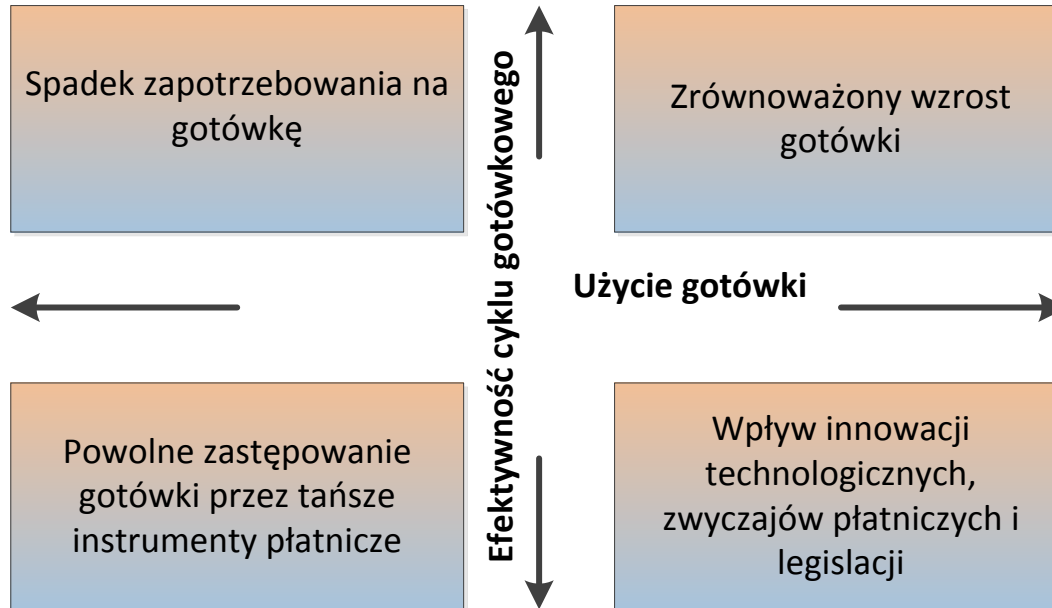 Spadek zapotrzebowania na
gotówkę
Efektywność cyklu gotówkowego
Zrównoważony wzrost
gotówki
Użycie gotówki
Powolne zastępowanie
gotówki przez tańsze
instrumenty płatnicze
Wpływ innowacji
technologicznych,
zwyczajów płatniczych i
legislacji